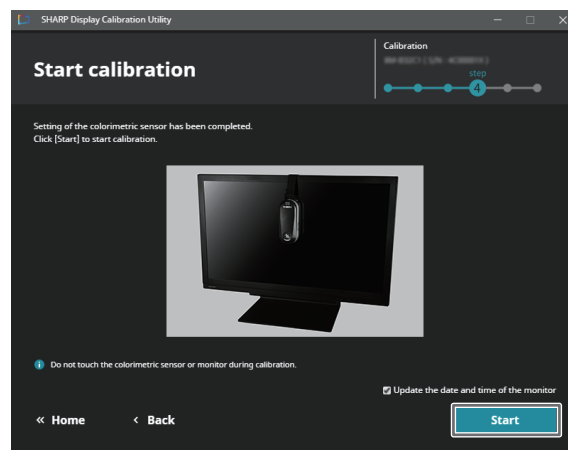 SHARP Display Calibration Utility
Start calibration
Calibration
step
4
Setting of the colorimetric sensor has been completed.
Click [Start] to start calibration.
Do not touch the colorimetric sensor or monitor during calibration.
Update the date and time of the monitor
« Home
< Back
Start